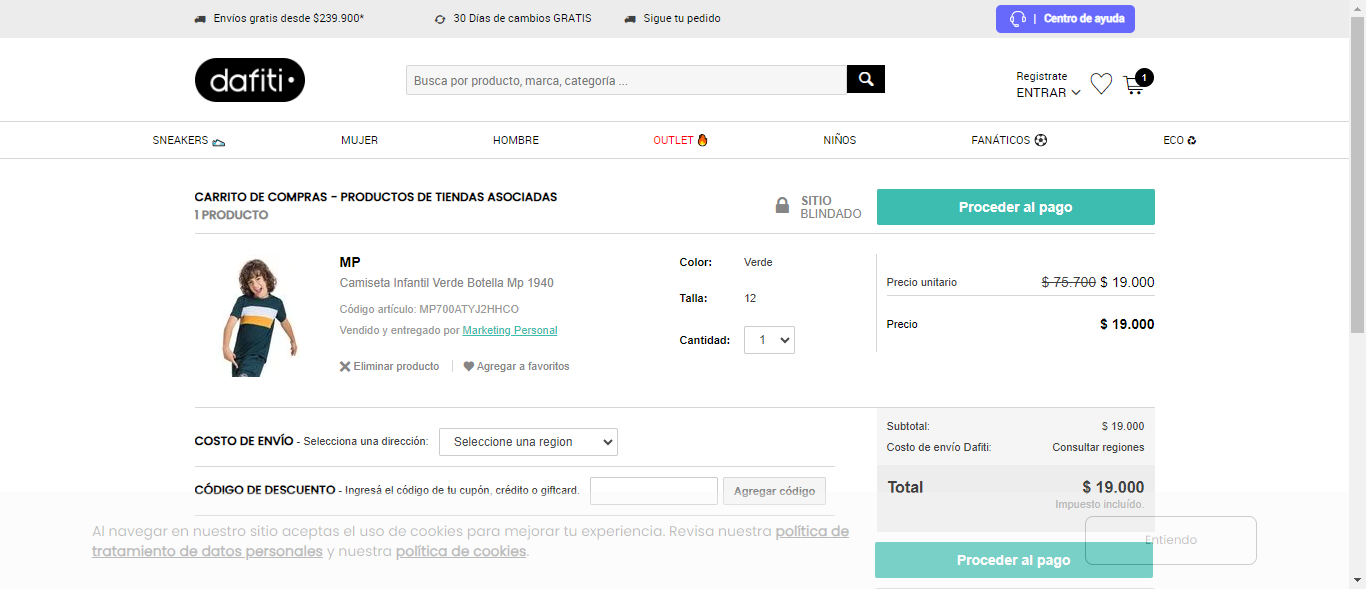 Envíos gratis desde $239.900*
30 Días de cambios GRATIS
Sigue tu pedido
| Centro de ayuda
dafiti
Busca por producto, marca, categoría ...
Registrate
ENTRAR
1
SNEAKERS
MUJER
HOMBRE
OUTLET
NIÑOS
FANÁTICOS
ECO
CARRITO DE COMPRAS - PRODUCTOS DE TIENDAS ASOCIADAS
1 PRODUCTO
SITIO
BLINDADO
Proceder al pago
MP
Camiseta Infantil Verde Botella Mp 1940
Código artículo: MP700ATYJ2HHCO
Vendido y entregado por Marketing Personal
Eliminar producto
Agregar a favoritos
Color: Verde
Talla: 12
Cantidad: 1
Precio unitario $ 75.700 $ 19.000
Precio $ 19.000
COSTO DE ENVÍO - Selecciona una dirección: Seleccione una region
CÓDIGO DE DESCUENTO - Ingresá el código de tu cupón, crédito o giftcard. Agregar código
Subtotal: $ 19.000
Costo de envío Dafiti: Consultar regiones
Total $ 19.000
Impuesto incluído.
Proceder al pago
Al navegar en nuestro sitio aceptas el uso de cookies para mejorar tu experiencia. Revisa nuestra política de
tratamiento de datos personales y nuestra política de cookies.
Entiendo